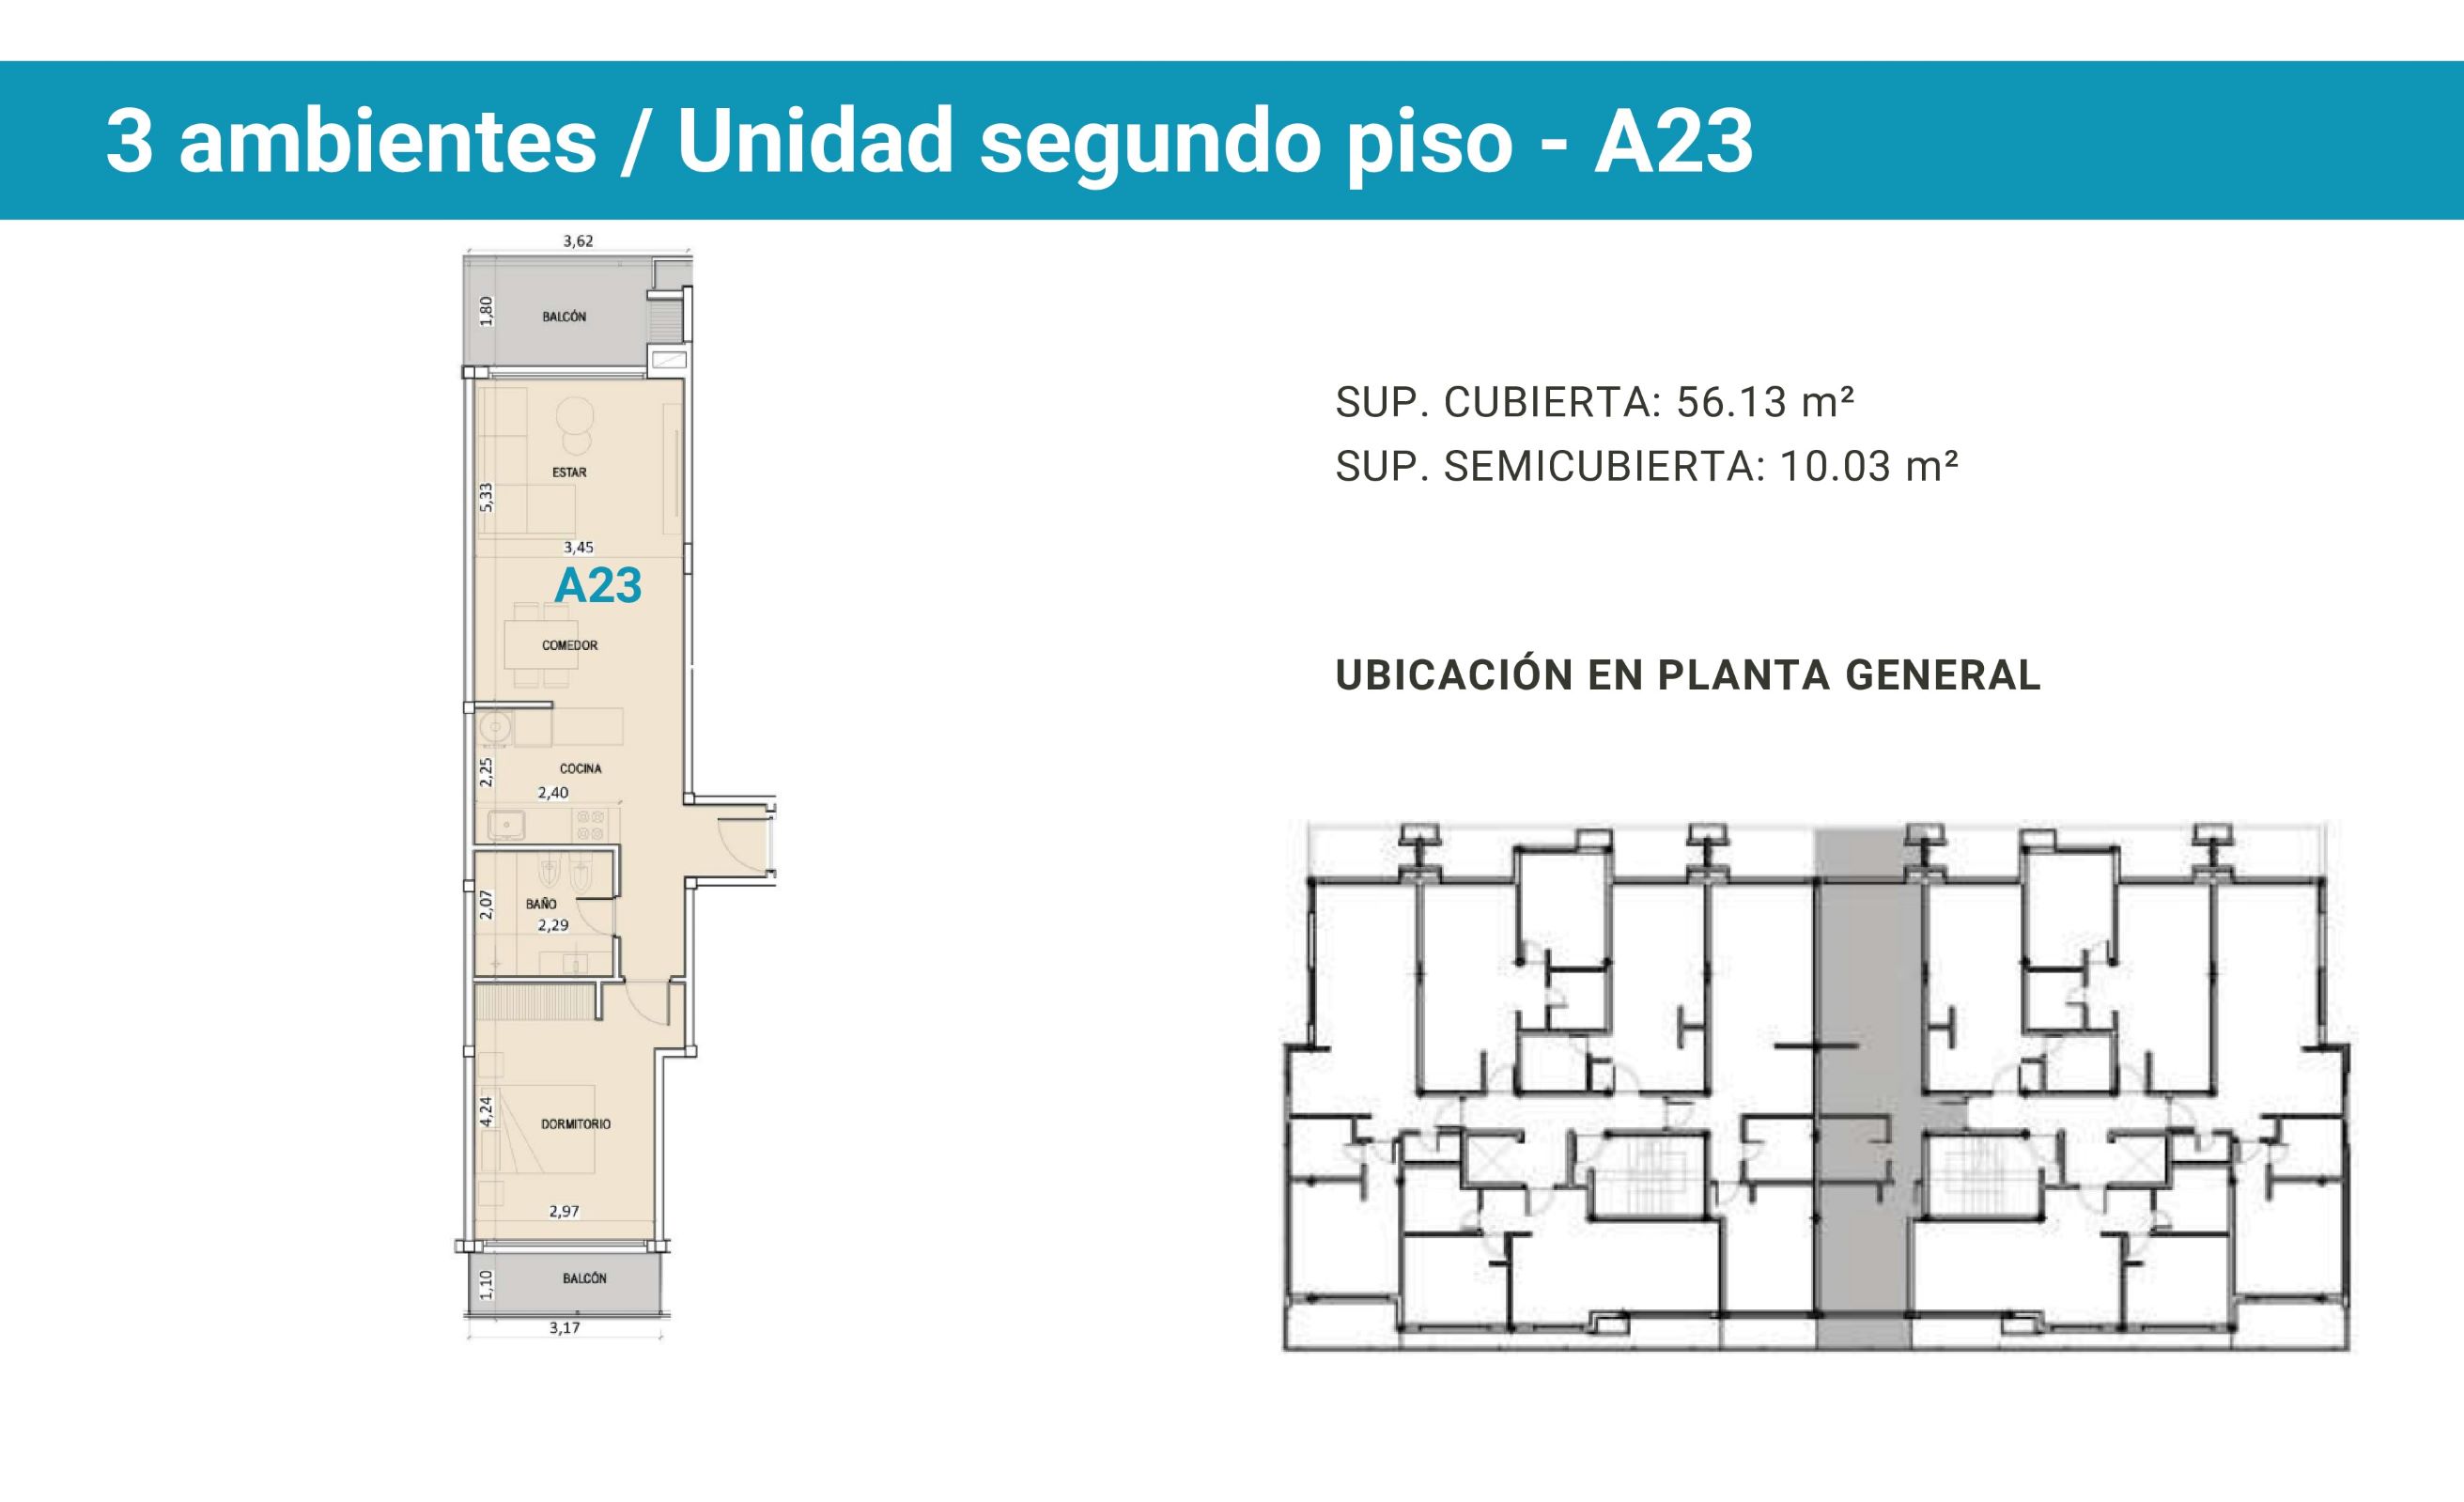 3 ambientes / Unidad segundo piso - A23
3,62
1,80
BALCÓN
ESTAR
5,33
3,45
A23
COMEDOR
2,25
COCINA
2,40
2,07
BAÑO
2,29
4,24
DORMITORIO
2,97
1,10
BALCÓN
3,17
SUP. CUBIERTA: 56.13 m²
SUP. SEMICUBIERTA: 10.03 m²
UBICACIÓN EN PLANTA GENERAL